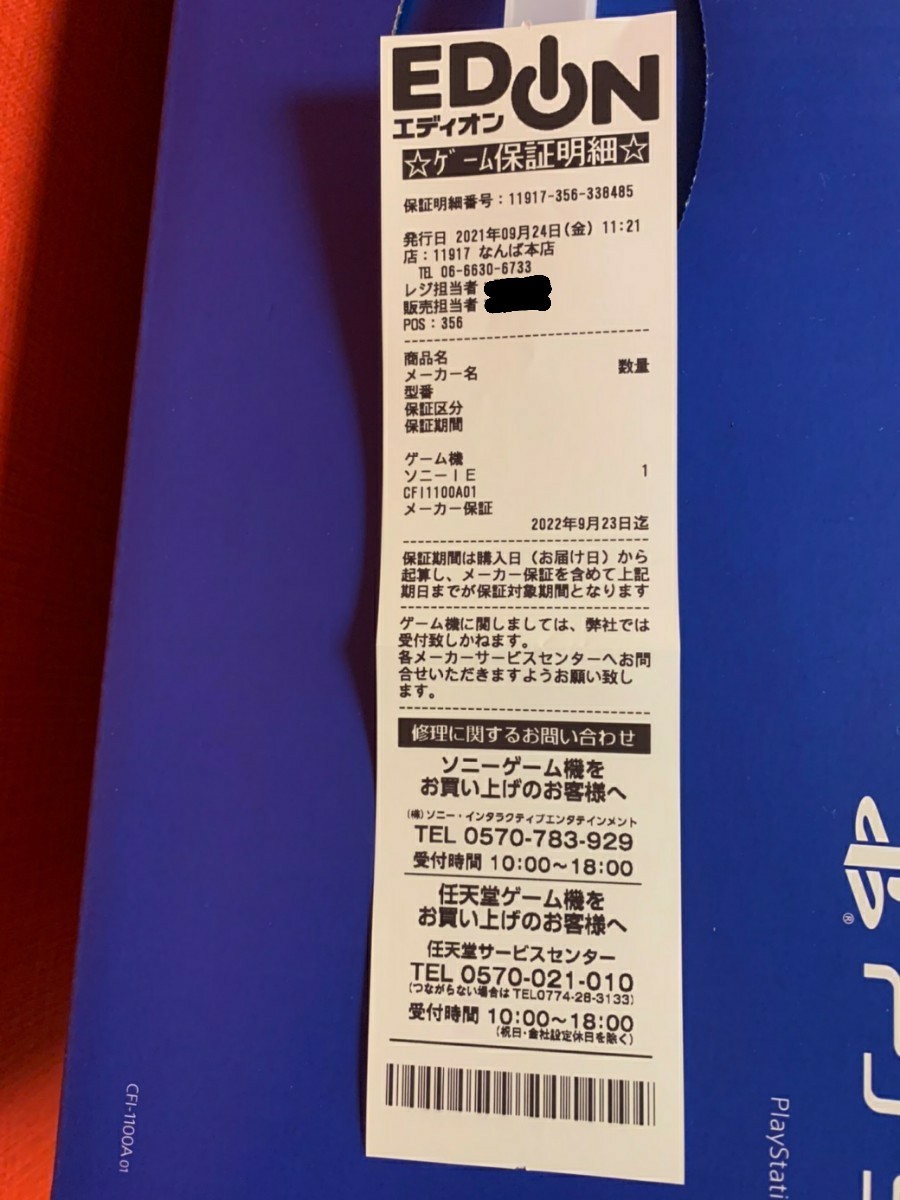 EDION
エディオン
☆ゲーム保証明細☆
保証明細番号：11917-356-338485
発行日 2021年09月24日(金) 11:21
店：11917 なんば本店
TEL 06-6630-6733
レジ担当者
販売担当者
POS：356
商品名
メーカー名 数量
型番
保証区分
保証期間
ゲーム機
ソニーＩＥ 1
CFI1100A01
メーカー保証
2022年9月23日迄
保証期間は購入日（お届け日）から
起算し、メーカー保証を含めて上記
期日までが保証対象期間となります
ゲーム機に関しましては、弊社では
受付致しかねます。
各メーカーサービスセンターへお問
合せいただきますようお願い致し
ます。
修理に関するお問い合わせ
ソニーゲーム機を
お買い上げのお客様へ
(株)ソニー・インタラクティブエンタテインメント
TEL 0570-783-929
受付時間 10:00～18:00
任天堂ゲーム機を
お買い上げのお客様へ
任天堂サービスセンター
TEL 0570-021-010
(つながらない場合は TEL0774-28-3133)
受付時間 10:00～18:00
(祝日・会社設定休日を除く)
CFI-1100A 01
PlayStati